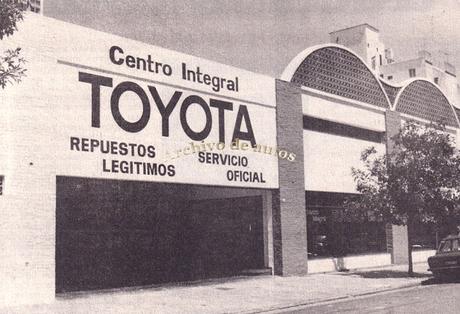 Centro Integral
TOYOTA
REPUESTOS SERVICIO
LEGITIMOS OFICIAL
Archivo de autos